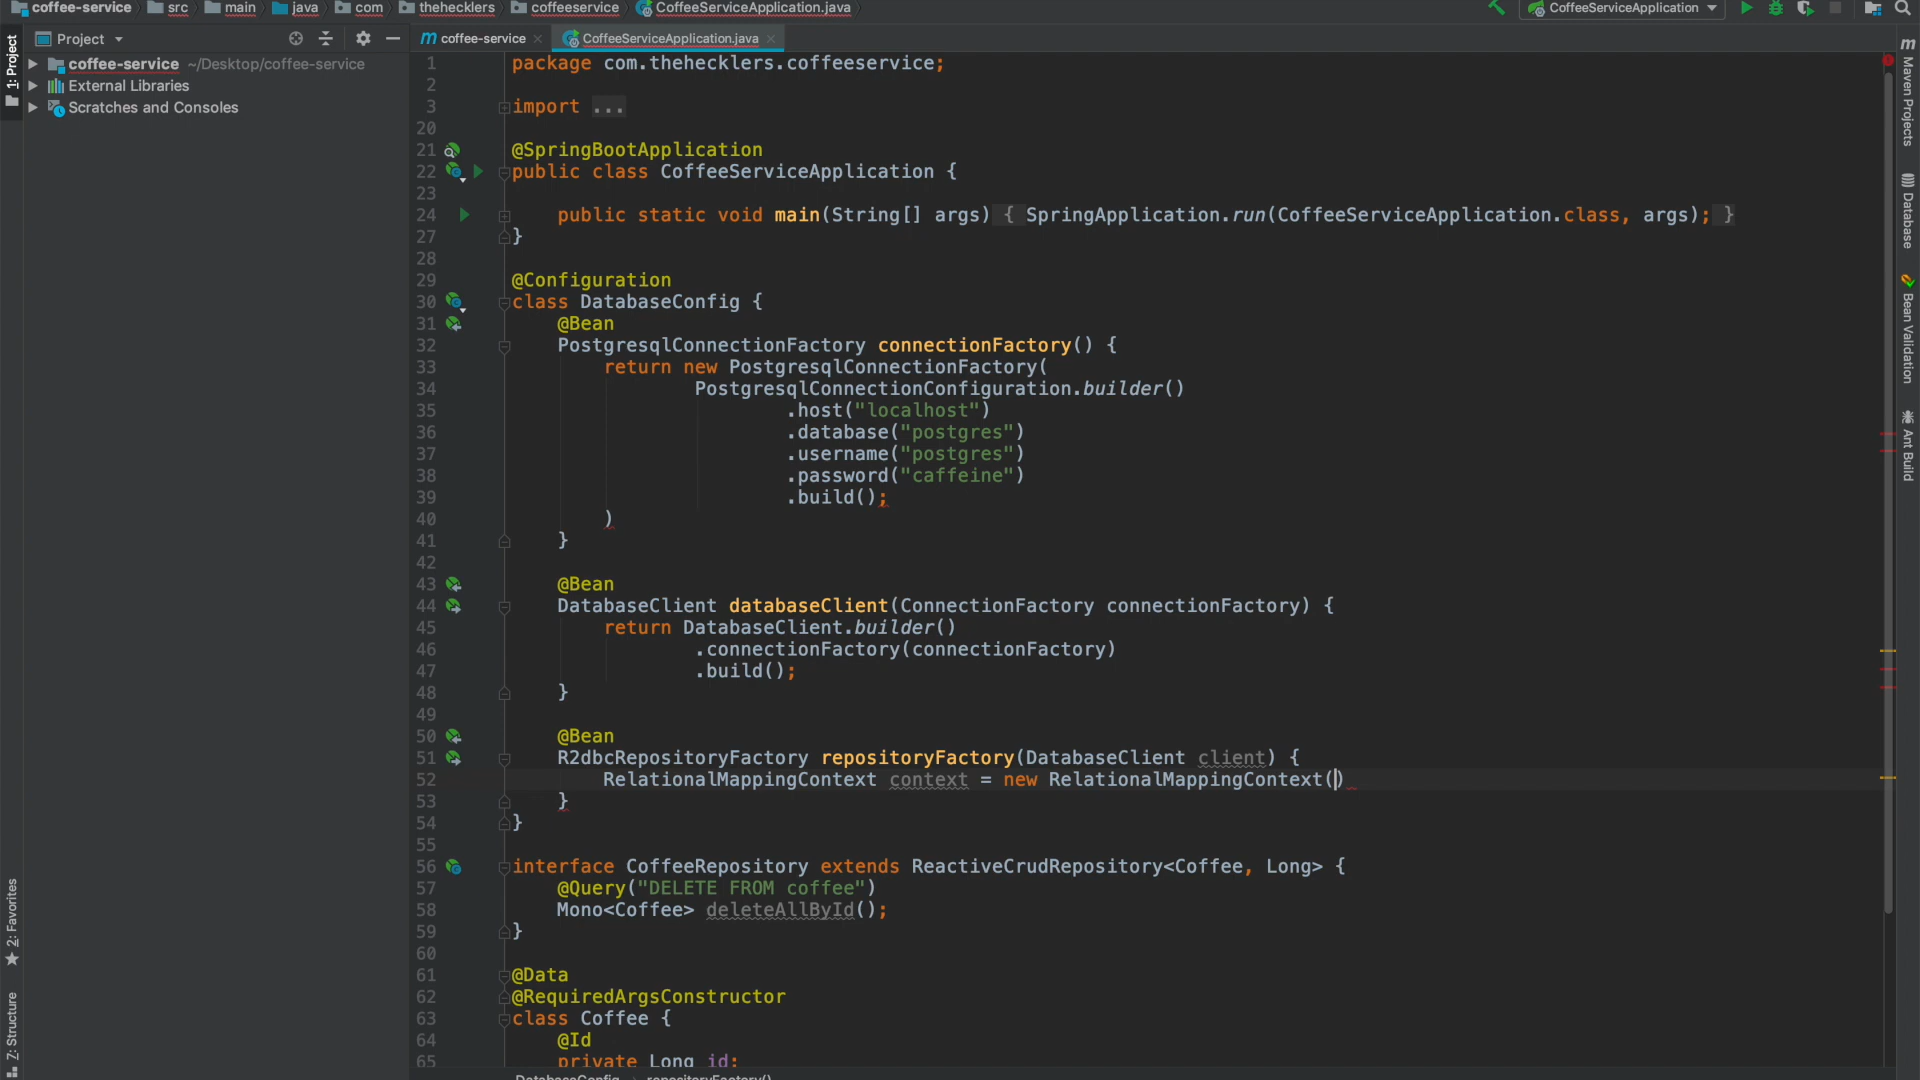 coffee-service src main java com thehecklers coffeeservice CoffeeServiceApplication.java CoffeeServiceApplication
1: Project
Project
coffee-service ~/Desktop/coffee-service
External Libraries
Scratches and Consoles
2: Favorites
Z: Structure
m coffee-service CoffeeServiceApplication.java
1 package com.thehecklers.coffeeservice;
2
3 import ...
20
21 @SpringBootApplication
22 public class CoffeeServiceApplication {
23
24 public static void main(String[] args) { SpringApplication.run(CoffeeServiceApplication.class, args); }
27 }
28
29 @Configuration
30 class DatabaseConfig {
31 @Bean
32 PostgresqlConnectionFactory connectionFactory() {
33 return new PostgresqlConnectionFactory(
34 PostgresqlConnectionConfiguration.builder()
35 .host("localhost")
36 .database("postgres")
37 .username("postgres")
38 .password("caffeine")
39 .build();
40 )
41 }
42
43 @Bean
44 DatabaseClient databaseClient(ConnectionFactory connectionFactory) {
45 return DatabaseClient.builder()
46 .connectionFactory(connectionFactory)
47 .build();
48 }
49
50 @Bean
51 R2dbcRepositoryFactory repositoryFactory(DatabaseClient client) {
52 RelationalMappingContext context = new RelationalMappingContext()
53 }
54 }
55
56 interface CoffeeRepository extends ReactiveCrudRepository<Coffee, Long> {
57 @Query("DELETE FROM coffee")
58 Mono<Coffee> deleteAllById();
59 }
60
61 @Data
62 @RequiredArgsConstructor
63 class Coffee {
64 @Id
65 private Long id;
DatabaseConfig repositoryFactory()
m Maven Projects
Database
Bean Validation
Ant Build